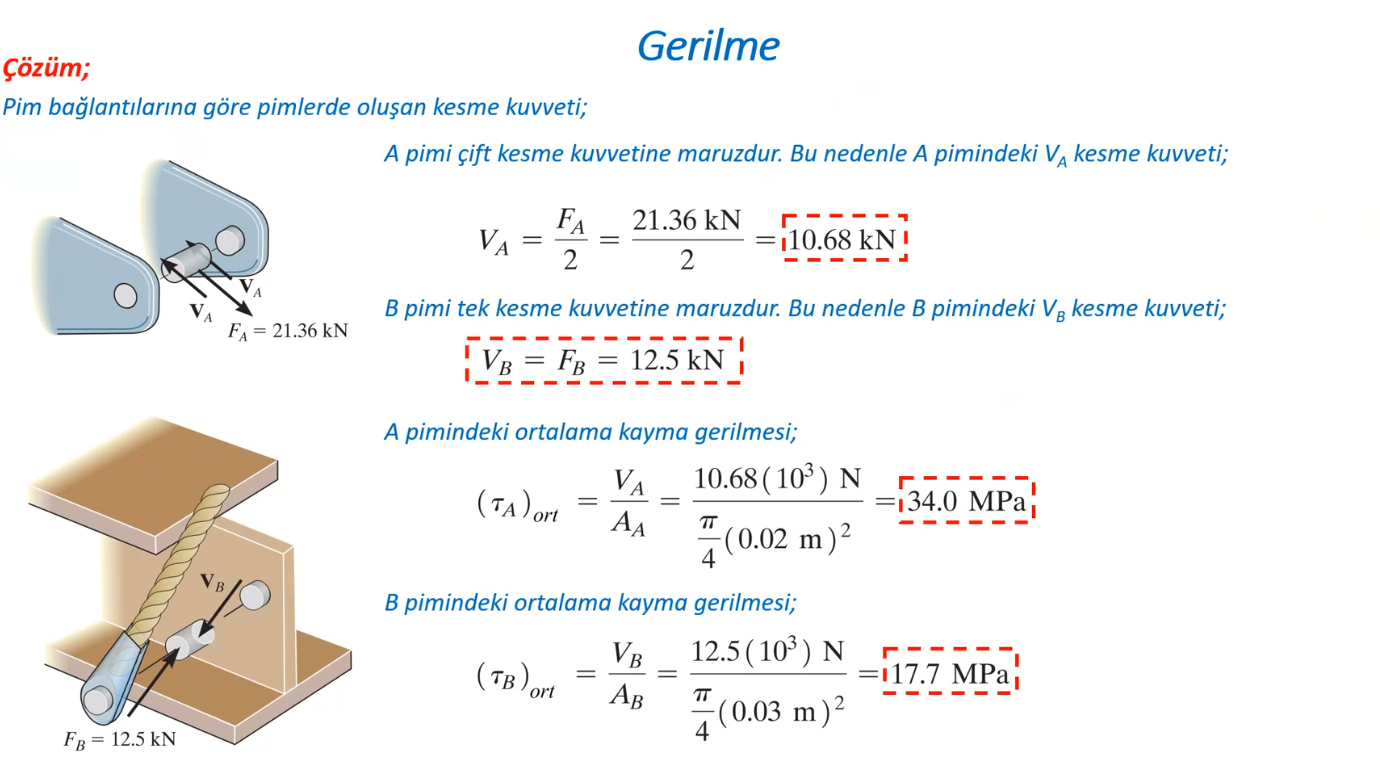 Gerilme
Çözüm;
Pim bağlantılarına göre pimlerde oluşan kesme kuvveti;
A pimi çift kesme kuvvetine maruzdur. Bu nedenle A pimindeki V_A kesme kuvveti;
V_A = F_A / 2 = 21.36 kN / 2 = 10.68 kN
V_A
V_A
F_A = 21.36 kN
B pimi tek kesme kuvvetine maruzdur. Bu nedenle B pimindeki V_B kesme kuvveti;
V_B = F_B = 12.5 kN
A pimindeki ortalama kayma gerilmesi;
(τ_A)_ort = V_A / A_A = 10.68(10³) N / π/4 (0.02 m)² = 34.0 MPa
V_B
B pimindeki ortalama kayma gerilmesi;
(τ_B)_ort = V_B / A_B = 12.5(10³) N / π/4 (0.03 m)² = 17.7 MPa
F_B = 12.5 kN